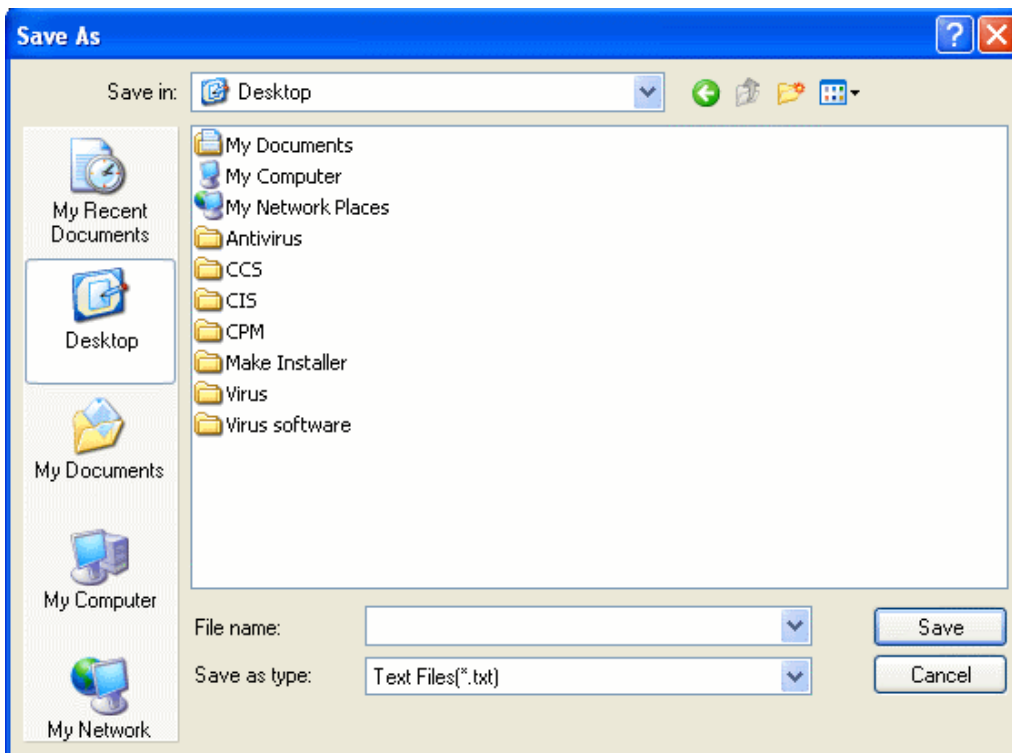 Save As
Save in:
Desktop
My Recent
Documents
Desktop
My Documents
My Computer
My Network
My Documents
My Computer
My Network Places
Antivirus
CCS
CIS
CPM
Make Installer
Virus
Virus software
File name:
Save
Save as type:
Text Files(*.txt)
Cancel